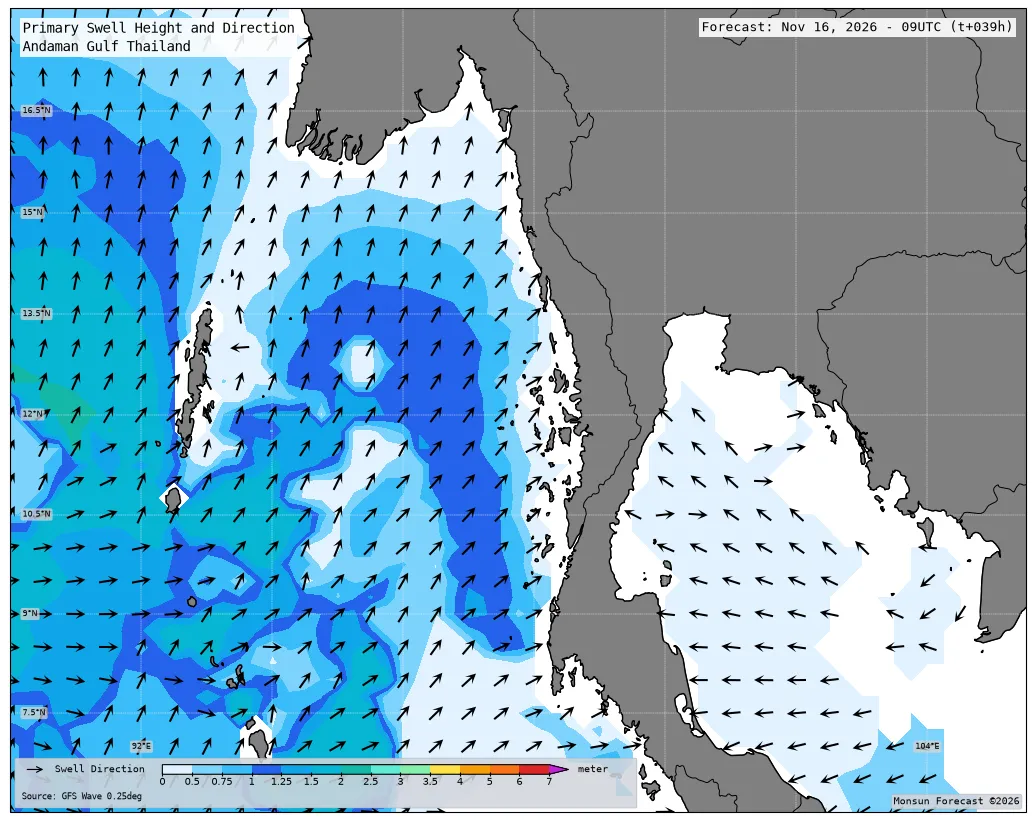 Primary Swell Height and Direction
Andaman Gulf Thailand
Forecast: Nov 16, 2026 - 09UTC (t+039h)
16.5°N
15°N
13.5°N
12°N
10.5°N
9°N
7.5°N
92°E
104°E
Swell Direction
0 0.5 0.75 1 1.25 1.5 2 2.5 3 3.5 4 5 6 7
meter
Source: GFS Wave 0.25deg
Monsun Forecast ©2026